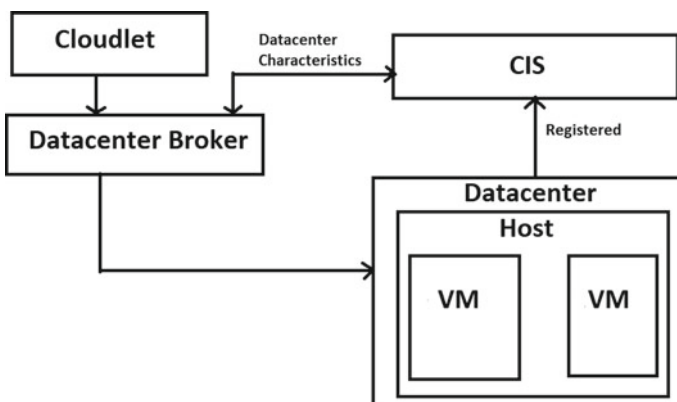 Cloudlet
Datacenter
Characteristics
CIS
Datacenter Broker
Registered
Datacenter
Host
VM
VM